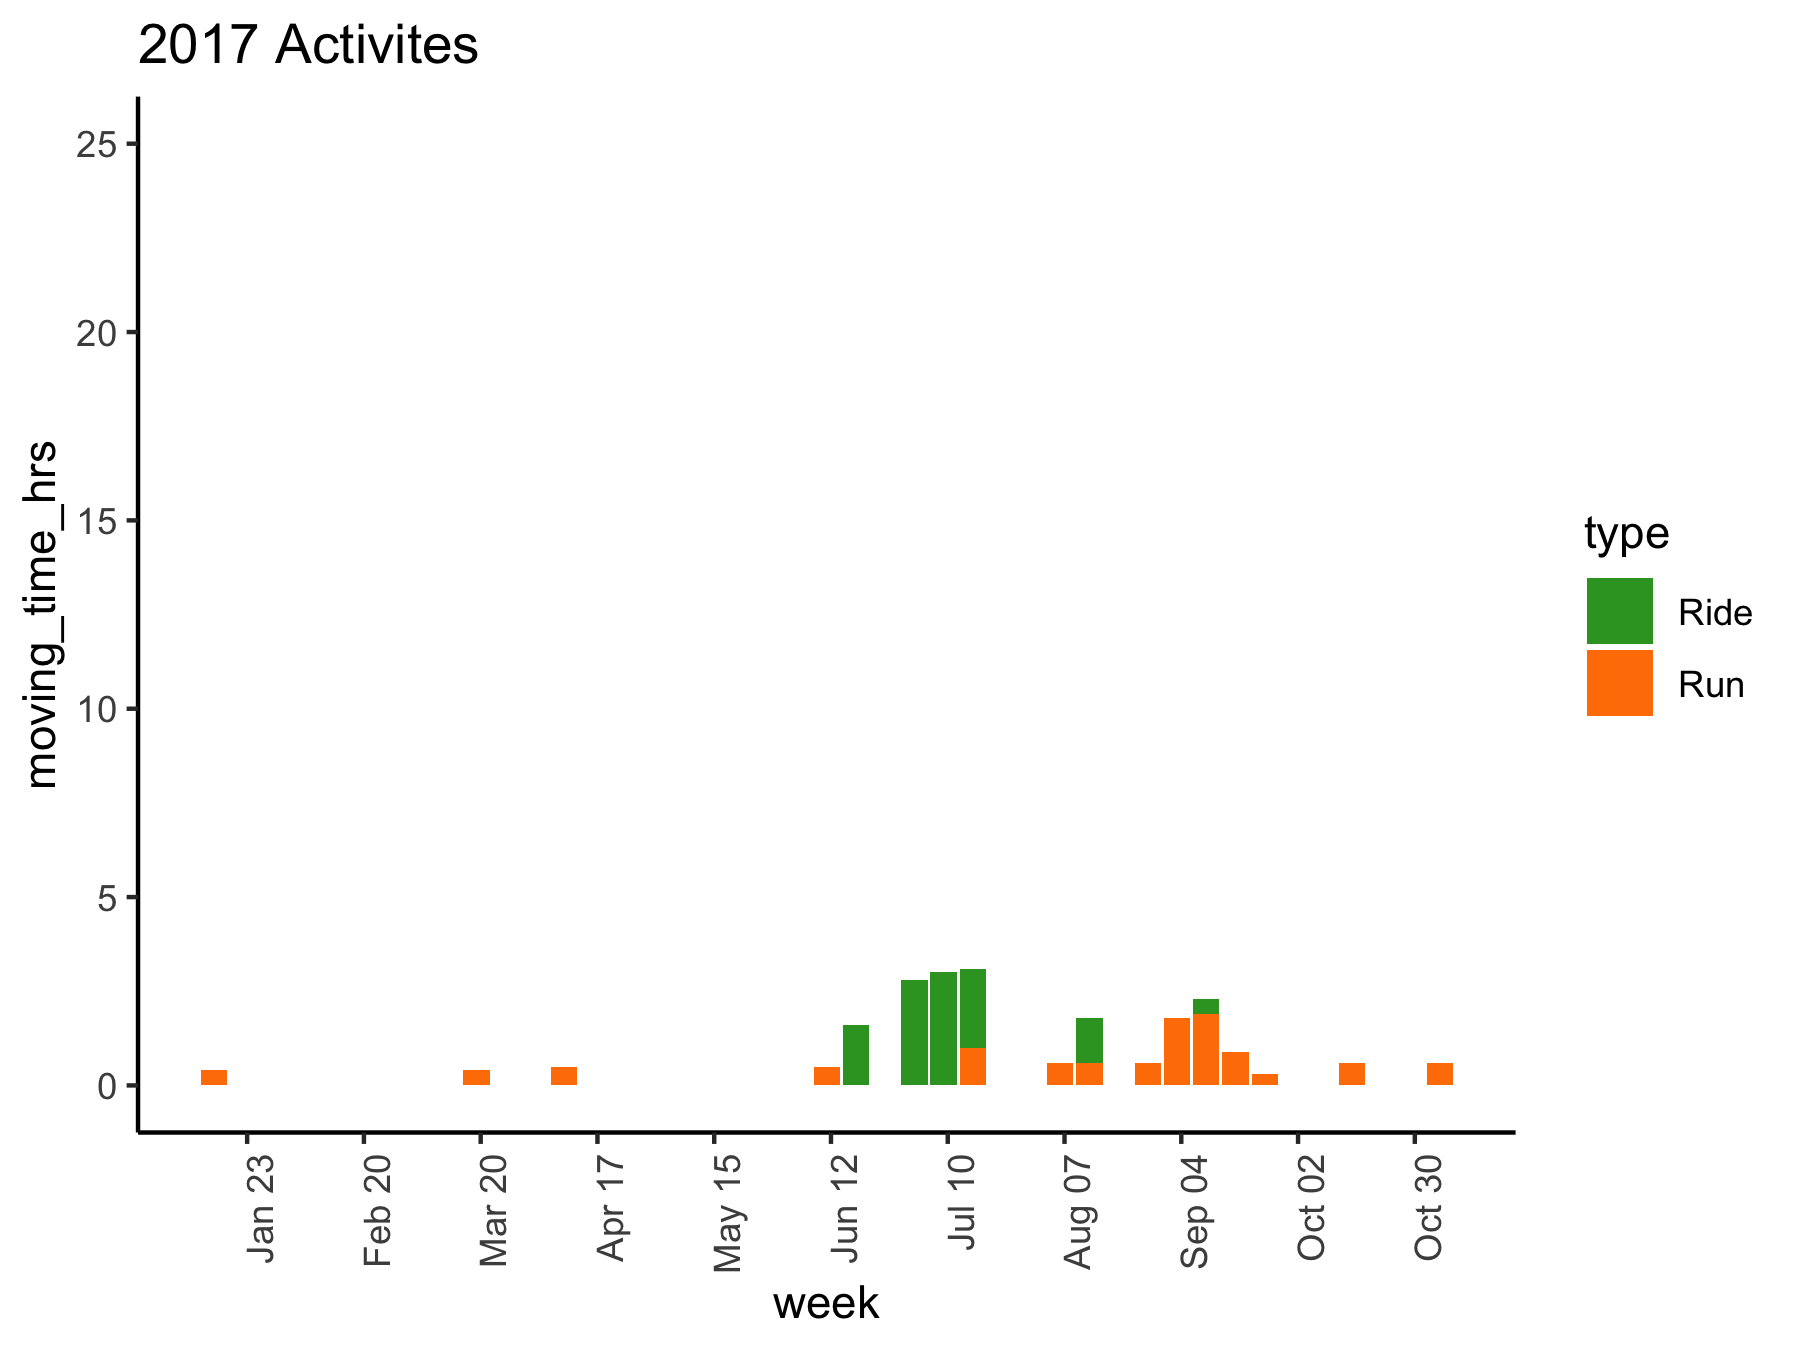 2017 Activites
25
20
15
10
5
0
moving_time_hrs
Jan 23
Feb 20
Mar 20
Apr 17
May 15
Jun 12
Jul 10
Aug 07
Sep 04
Oct 02
Oct 30
week
type
Ride
Run